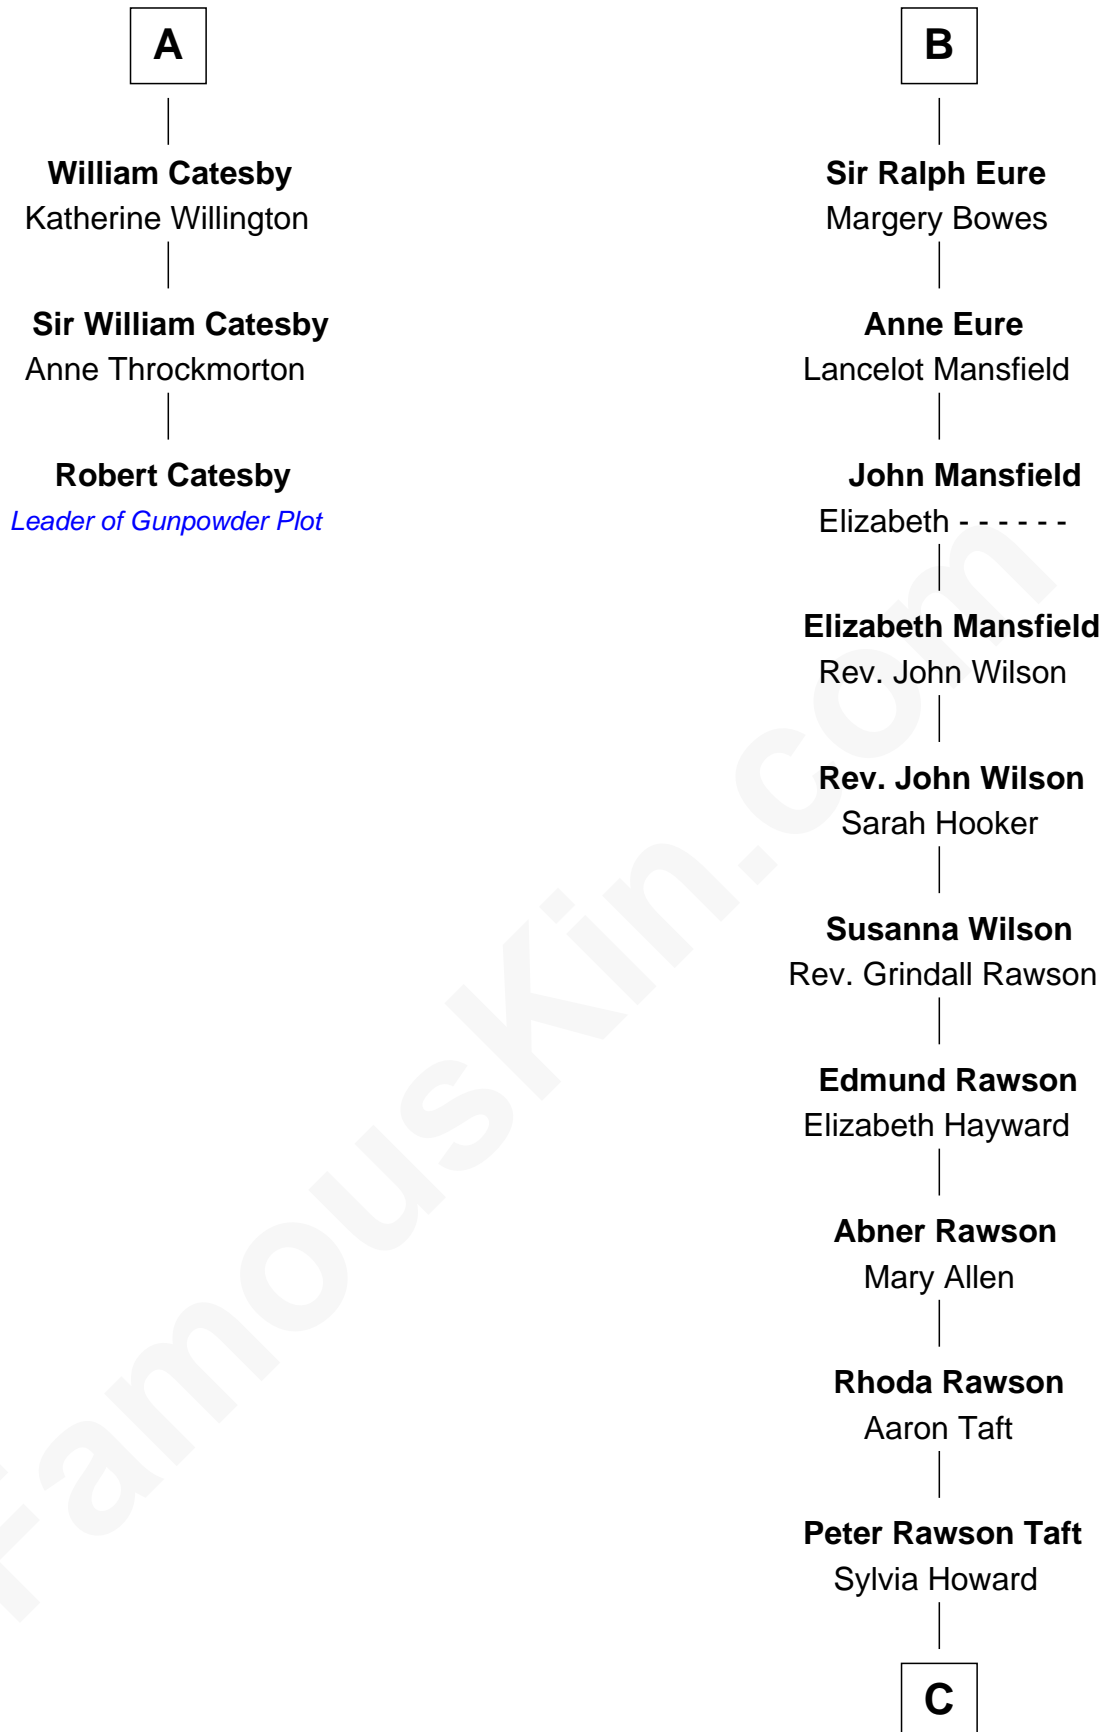 A
William Catesby
Katherine Willington
Sir William Catesby
Anne Throckmorton
Robert Catesby
Leader of Gunpowder Plot
B
Sir Ralph Eure
Margery Bowes
Anne Eure
Lancelot Mansfield
John Mansfield
Elizabeth - - - - - -
Elizabeth Mansfield
Rev. John Wilson
Rev. John Wilson
Sarah Hooker
Susanna Wilson
Rev. Grindall Rawson
Edmund Rawson
Elizabeth Hayward
Abner Rawson
Mary Allen
Rhoda Rawson
Aaron Taft
Peter Rawson Taft
Sylvia Howard
C
FamousKin.com